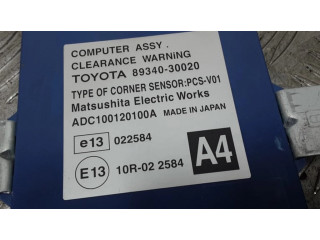 COMPUTER ASSY.
CLEARANCE WARNING
TOYOTA 89340-30020
TYPE OF CORNER SENSOR:PCS-V01
Matsushita Electric Works
ADC100120100A MADE IN JAPAN
e13 022584
E13 10R-02 2584 A4